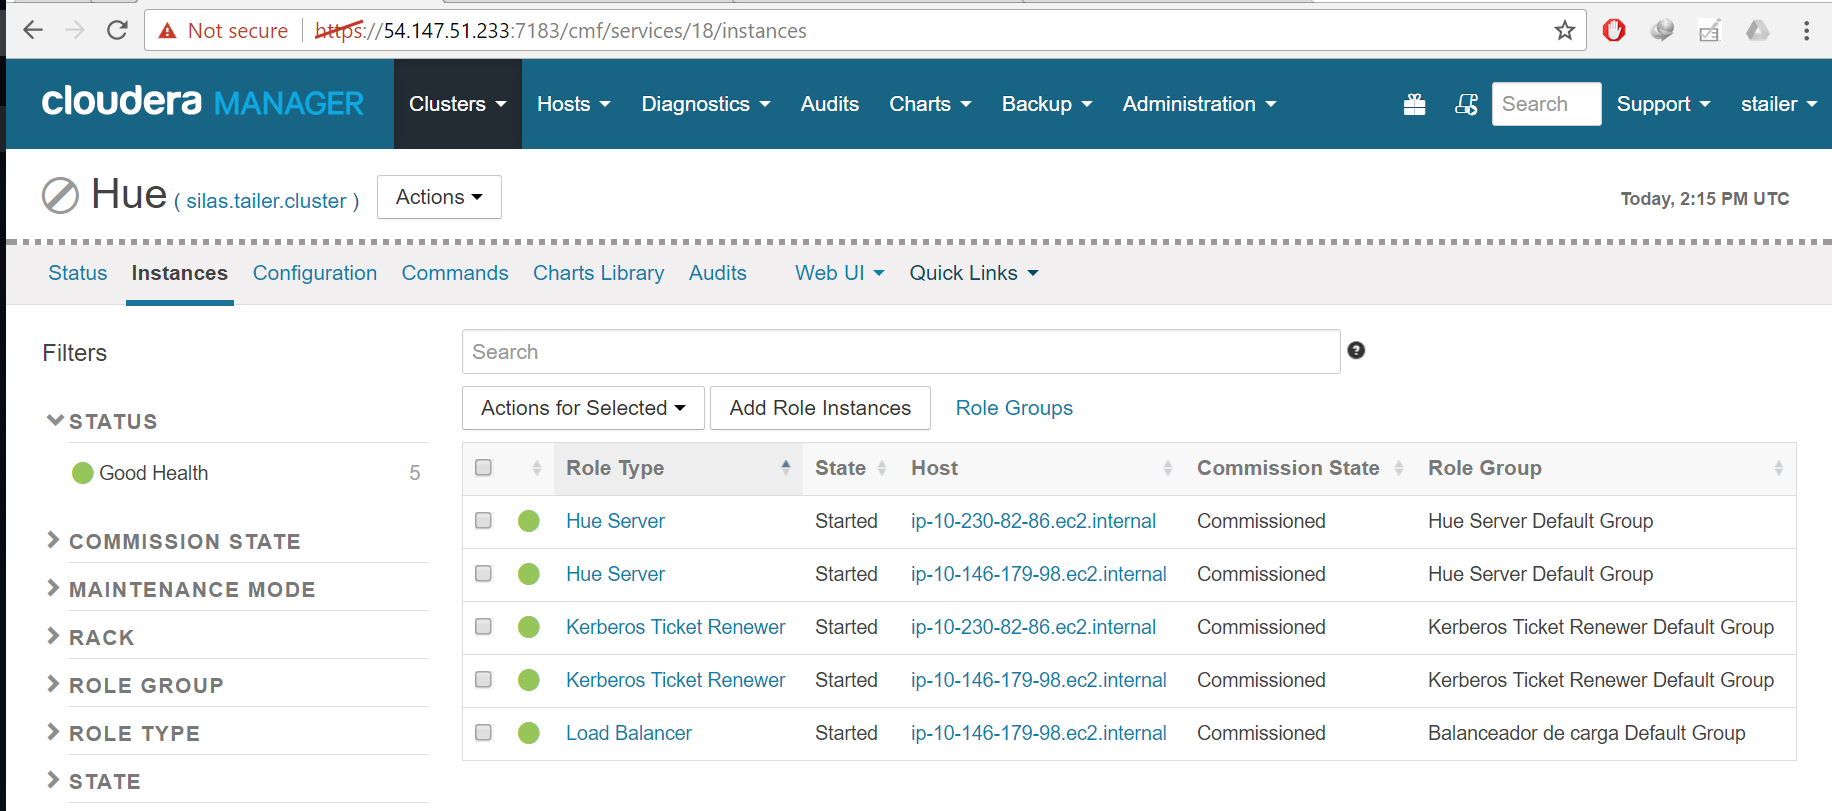 Not secure https://54.147.51.233:7183/cmf/services/18/instances
cloudera MANAGER Clusters Hosts Diagnostics Audits Charts Backup Administration Search Support stailer
Hue ( silas.tailer.cluster ) Actions Today, 2:15 PM UTC
Status Instances Configuration Commands Charts Library Audits Web UI Quick Links
Filters
Search ?
Actions for Selected Add Role Instances Role Groups
STATUS
Good Health 5
COMMISSION STATE
MAINTENANCE MODE
RACK
ROLE GROUP
ROLE TYPE
STATE
Role Type State Host Commission State Role Group
Hue Server Started ip-10-230-82-86.ec2.internal Commissioned Hue Server Default Group
Hue Server Started ip-10-146-179-98.ec2.internal Commissioned Hue Server Default Group
Kerberos Ticket Renewer Started ip-10-230-82-86.ec2.internal Commissioned Kerberos Ticket Renewer Default Group
Kerberos Ticket Renewer Started ip-10-146-179-98.ec2.internal Commissioned Kerberos Ticket Renewer Default Group
Load Balancer Started ip-10-146-179-98.ec2.internal Commissioned Balanceador de carga Default Group